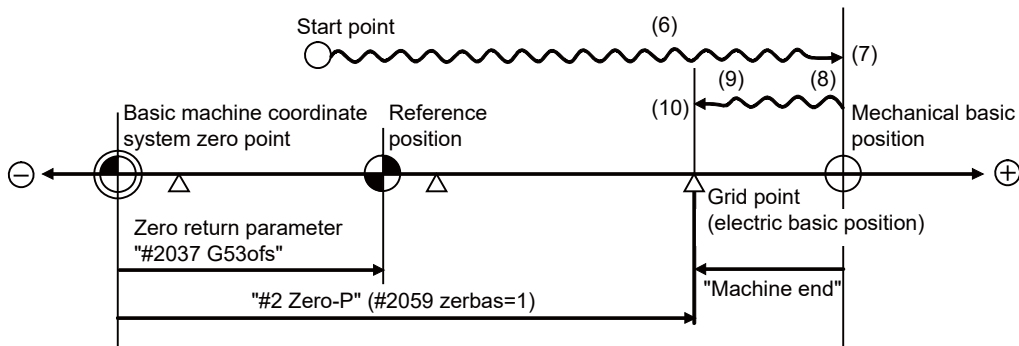 Start point
(6)
(7)
(9)
(8)
(10)
Basic machine coordinate
system zero point
Reference
position
Mechanical basic
position
−
+
Grid point
(electric basic position)
Zero return parameter
"#2037 G53ofs"
"Machine end"
"#2 Zero-P" (#2059 zerbas=1)